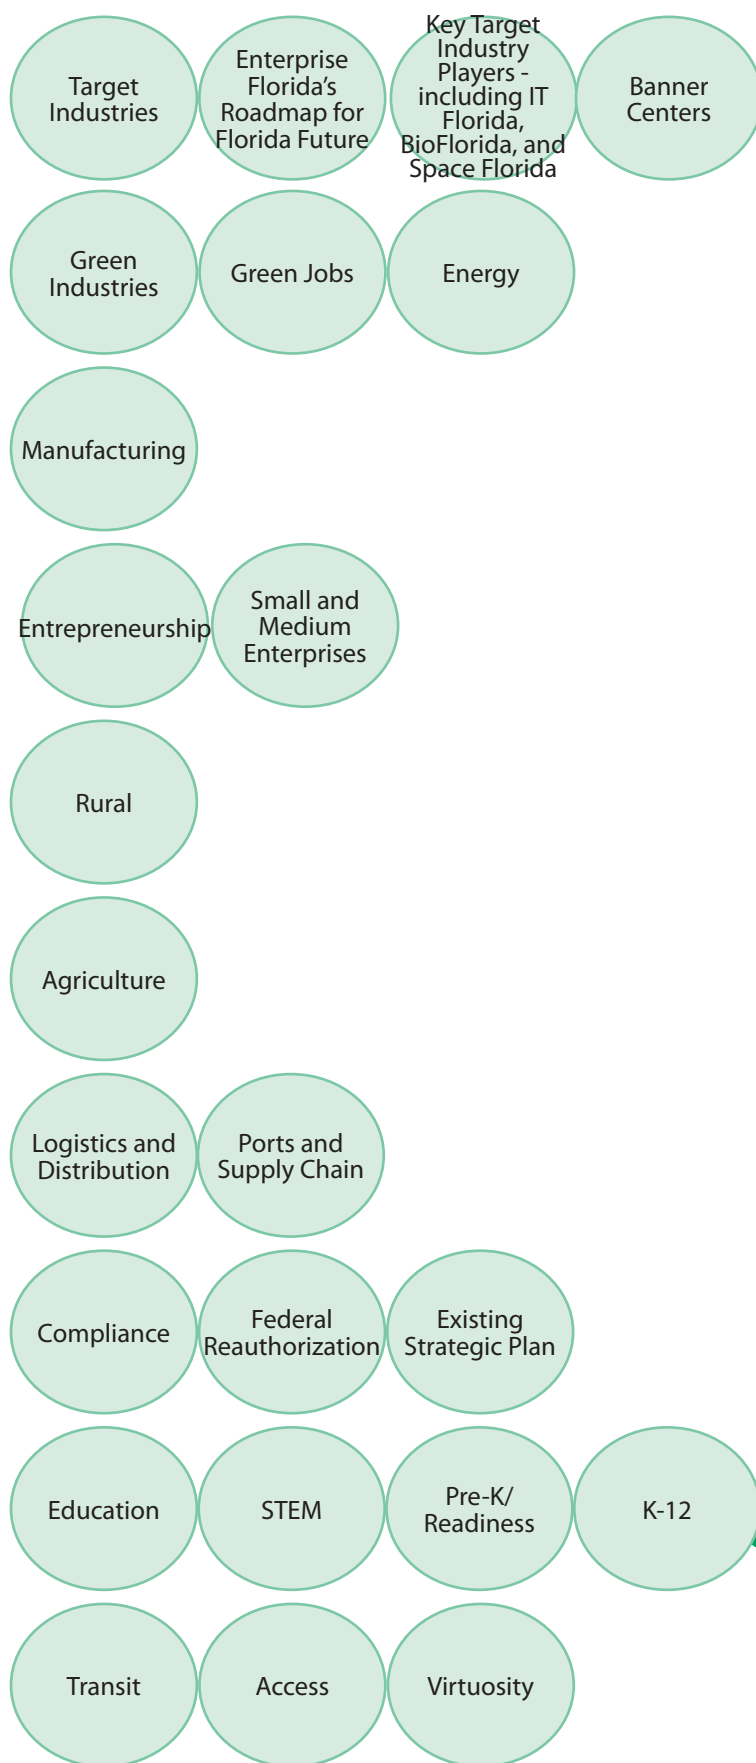 Target
Industries
Enterprise
Florida’s
Roadmap for
Florida Future
Key Target
Industry
Players -
including IT
Florida,
BioFlorida, and
Space Florida
Banner
Centers
Green
Industries
Green Jobs
Energy
Manufacturing
Entrepreneurship
Small and
Medium
Enterprises
Rural
Agriculture
Logistics and
Distribution
Ports and
Supply Chain
Compliance
Federal
Reauthorization
Existing
Strategic Plan
Education
STEM
Pre-K/
Readiness
K-12
Transit
Access
Virtuosity